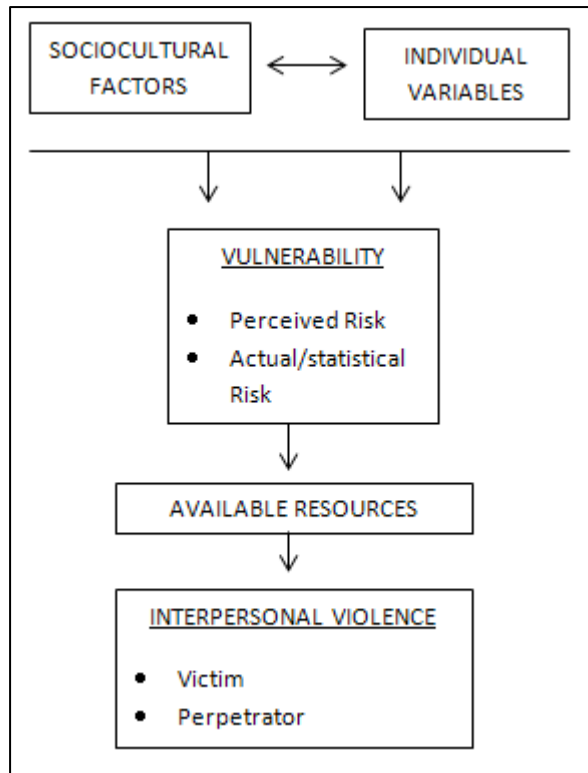 SOCIOCULTURAL
FACTORS
INDIVIDUAL
VARIABLES
VULNERABILITY
• Perceived Risk
• Actual/statistical
Risk
AVAILABLE RESOURCES
INTERPERSONAL VIOLENCE
• Victim
• Perpetrator